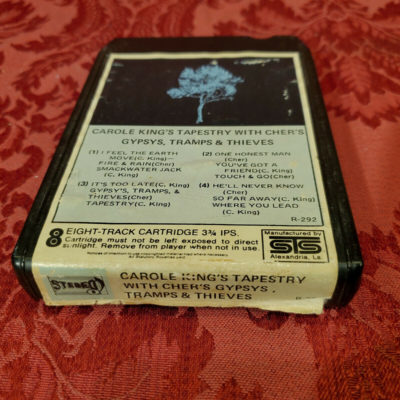 CAROLE KING'S TAPESTRY WITH CHER'S
GYPSYS, TRAMPS & THIEVES
(1) I FEEL THE EARTH
MOVE(C. King)
FIRE & RAIN(Cher)
SMACKWATER JACK
(C. King)
(2) ONE HONEST MAN
(Cher)
YOU'VE GOT A
FRIEND(C. King)
TOUCH & GO(Cher)
(3) IT'S TOO LATE(C. King)
GYPSY'S, TRAMPS, &
THIEVES(Cher)
TAPESTRY(C. King)
(4) HE'LL NEVER KNOW
(Cher)
SO FAR AWAY(C. King)
WHERE YOU LEAD
(C. King)
R-292
8 EIGHT-TRACK CARTRIDGE 3¾ IPS.
Cartridge must not be left exposed to direct
sunlight. Remove from player when not in use.
Manufactured by
STS
Alexandria, La.
STEREO 8
CAROLE KING'S TAPESTRY
WITH CHER'S GYPSYS,
TRAMPS & THIEVES